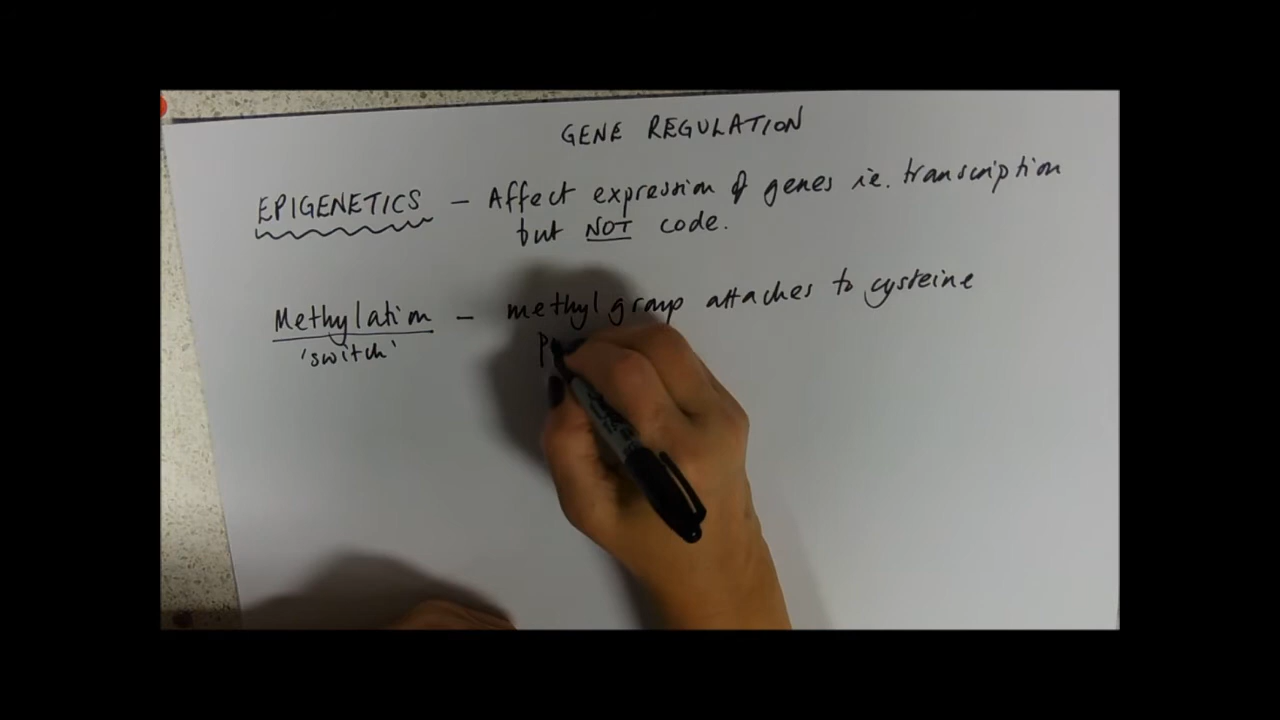 GENE REGULATION
EPIGENETICS - Affect expression of genes ie. transcription
but NOT code.
Methylation - methyl group attaches to cysteine
'switch'